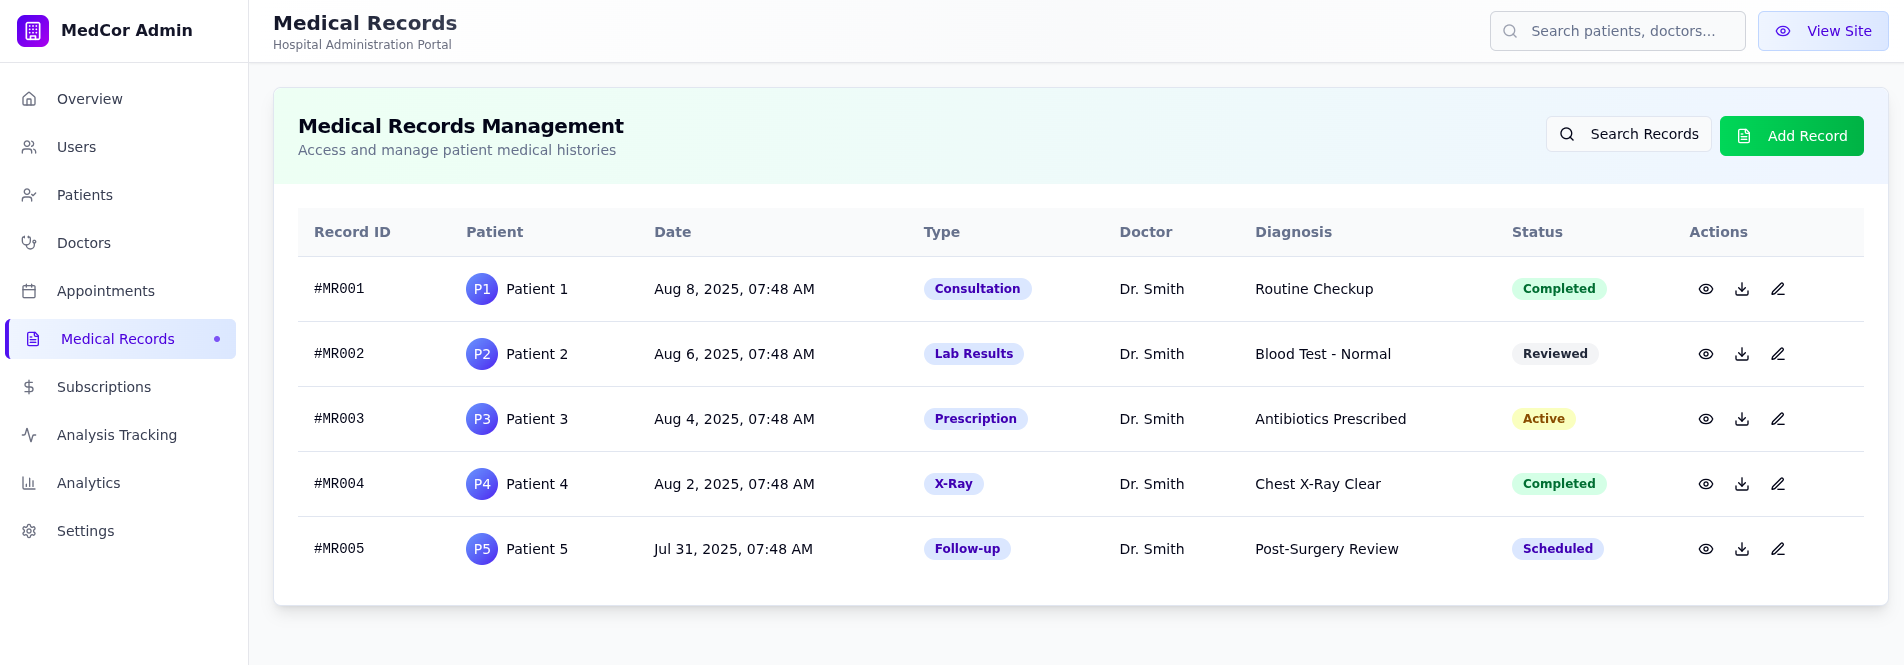 MedCor Admin
Medical Records
Hospital Administration Portal
Search patients, doctors...
View Site
Overview
Users
Patients
Doctors
Appointments
Medical Records
Subscriptions
Analysis Tracking
Analytics
Settings
Medical Records Management
Access and manage patient medical histories
Search Records
Add Record
Record ID Patient Date Type Doctor Diagnosis Status Actions
#MR001 P1 Patient 1 Aug 8, 2025, 07:48 AM Consultation Dr. Smith Routine Checkup Completed
#MR002 P2 Patient 2 Aug 6, 2025, 07:48 AM Lab Results Dr. Smith Blood Test - Normal Reviewed
#MR003 P3 Patient 3 Aug 4, 2025, 07:48 AM Prescription Dr. Smith Antibiotics Prescribed Active
#MR004 P4 Patient 4 Aug 2, 2025, 07:48 AM X-Ray Dr. Smith Chest X-Ray Clear Completed
#MR005 P5 Patient 5 Jul 31, 2025, 07:48 AM Follow-up Dr. Smith Post-Surgery Review Scheduled